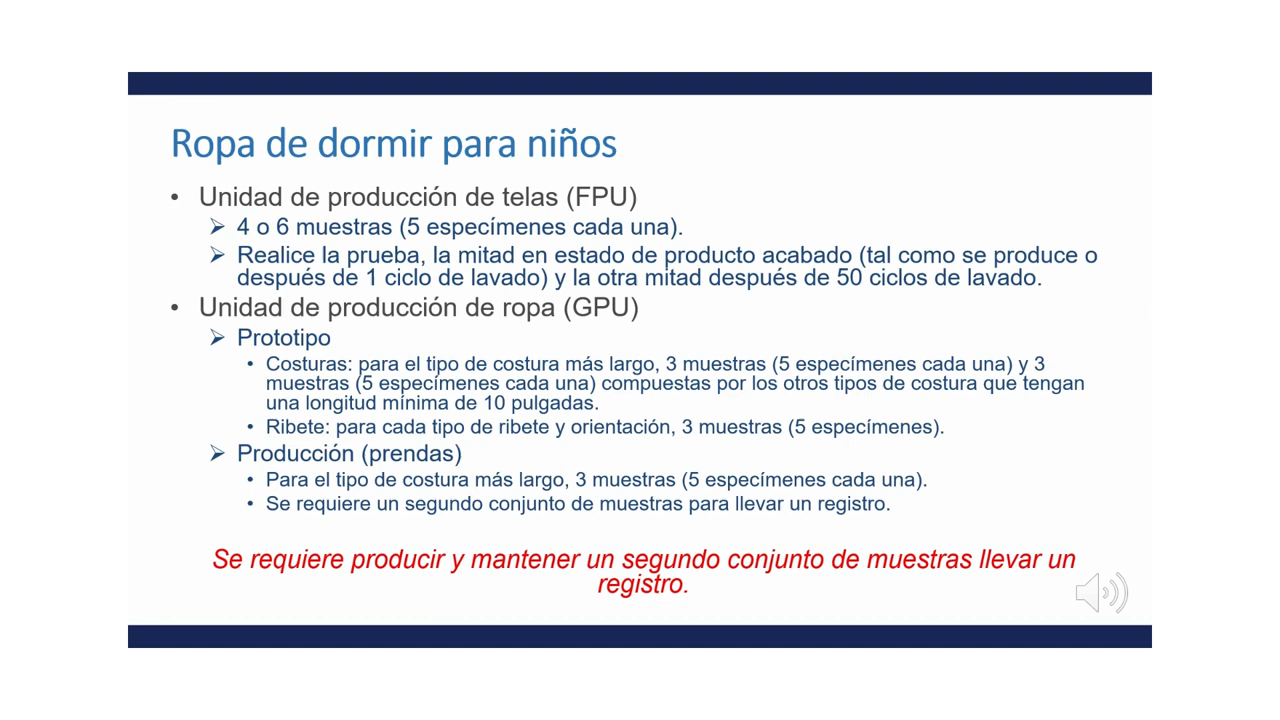 Ropa de dormir para niños
• Unidad de producción de telas (FPU)
➢ 4 o 6 muestras (5 especímenes cada una).
➢ Realice la prueba, la mitad en estado de producto acabado (tal como se produce o
después de 1 ciclo de lavado) y la otra mitad después de 50 ciclos de lavado.
• Unidad de producción de ropa (GPU)
➢ Prototipo
• Costuras: para el tipo de costura más largo, 3 muestras (5 especímenes cada una) y 3
muestras (5 especímenes cada una) compuestas por los otros tipos de costura que tengan
una longitud mínima de 10 pulgadas.
• Ribete: para cada tipo de ribete y orientación, 3 muestras (5 especímenes).
➢ Producción (prendas)
• Para el tipo de costura más largo, 3 muestras (5 especímenes cada una).
• Se requiere un segundo conjunto de muestras para llevar un registro.
Se requiere producir y mantener un segundo conjunto de muestras llevar un
registro.